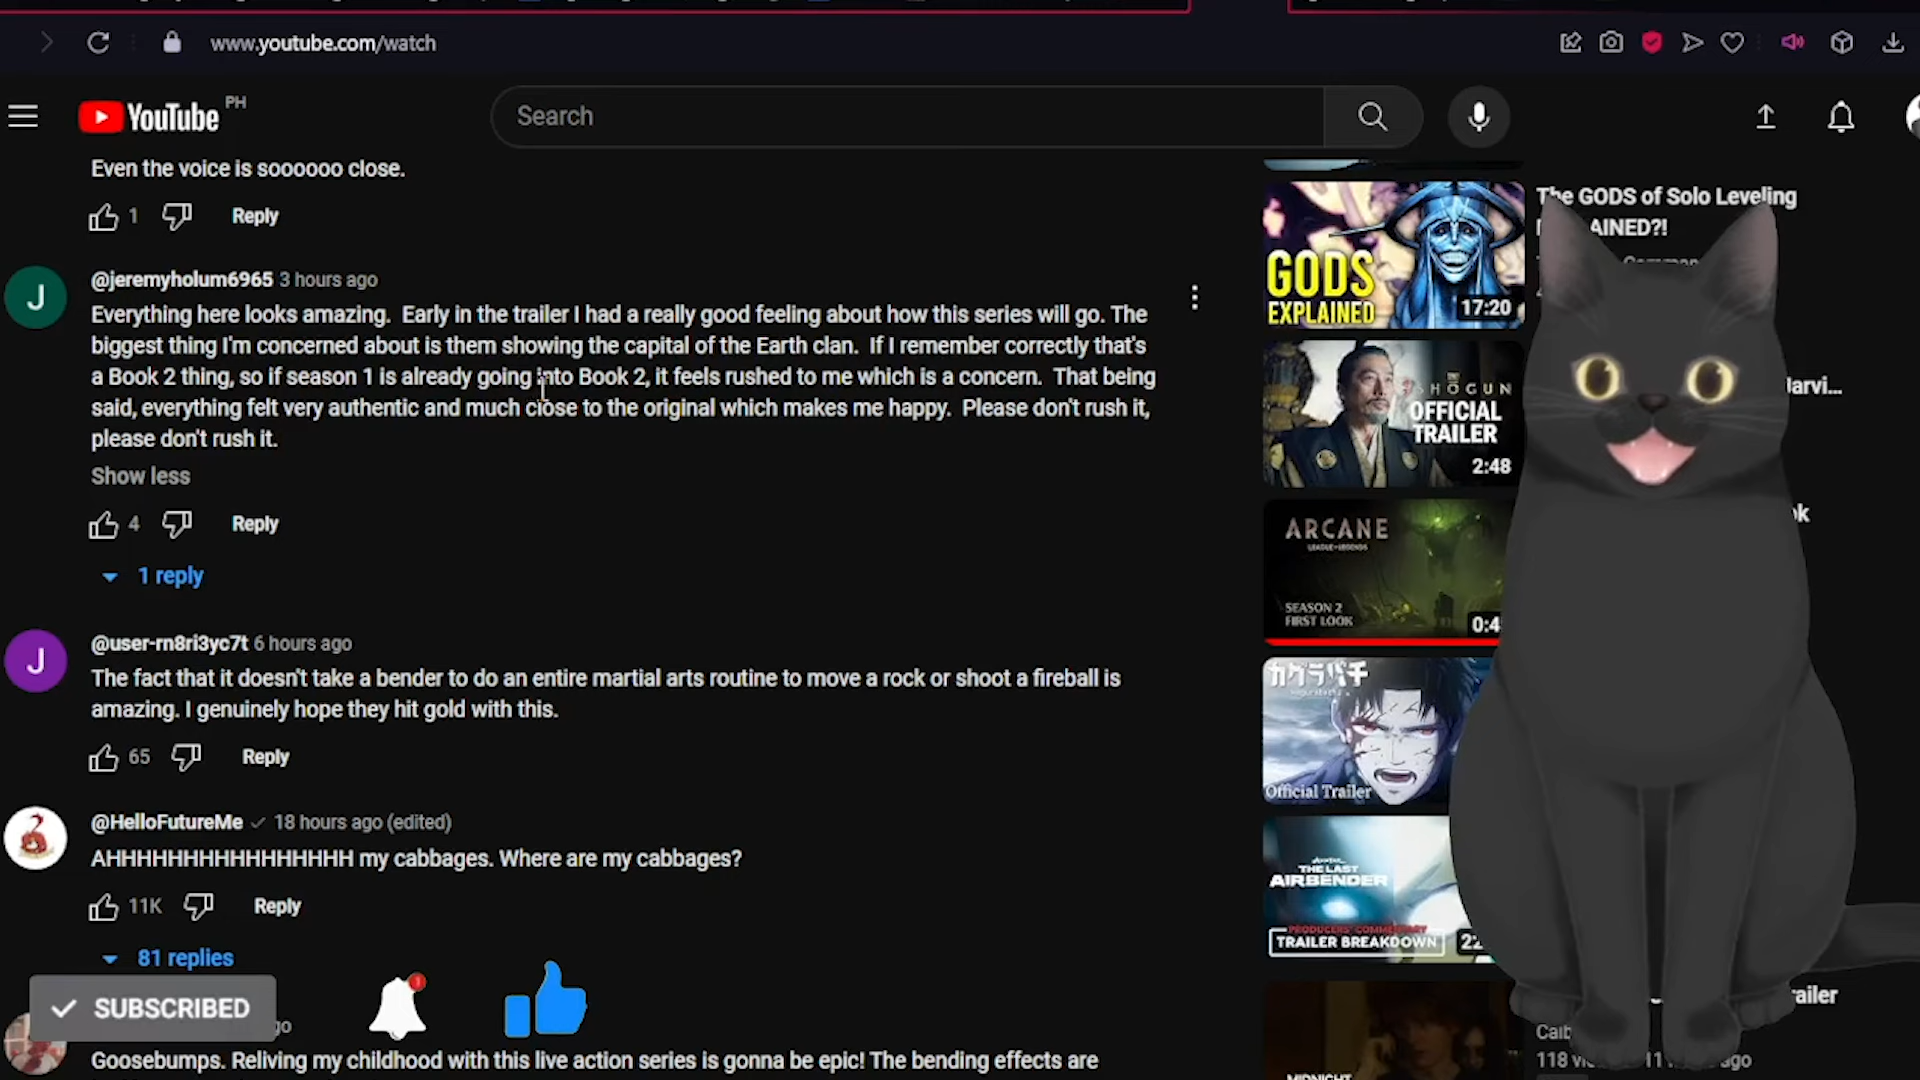 www.youtube.com/watch
YouTube PH
Search
Even the voice is soooooo close.
1 Reply
@jeremyholum6965 3 hours ago
Everything here looks amazing. Early in the trailer I had a really good feeling about how this series will go. The
biggest thing I'm concerned about is them showing the capital of the Earth clan. If I remember correctly that's
a Book 2 thing, so if season 1 is already going into Book 2, it feels rushed to me which is a concern. That being
said, everything felt very authentic and much close to the original which makes me happy. Please don't rush it,
please don't rush it.
Show less
4 Reply
1 reply
J
@user-rn8ri3yc7t 6 hours ago
The fact that it doesn't take a bender to do an entire martial arts routine to move a rock or shoot a fireball is
amazing. I genuinely hope they hit gold with this.
65 Reply
J
@HelloFutureMe 18 hours ago (edited)
AHHHHHHHHHHHHHHHHH my cabbages. Where are my cabbages?
11K Reply
81 replies
SUBSCRIBED
1
go
Goosebumps. Reliving my childhood with this live action series is gonna be epic! The bending effects are
The GODS of Solo Leveling
AINED?!
GODS
EXPLAINED
17:20
SHŌGUN
OFFICIAL
TRAILER
2:48
Jarvi...
ARCANE
LEAGUE OF LEGENDS
SEASON 2
FIRST LOOK
0:4
カグラバチ
Official Trailer
AVATAR
THE LAST
AIRBENDER
PRODUCERS' COMMENTARY
TRAILER BREAKDOWN
22
railer
118
11
ago
MIDNIGHT